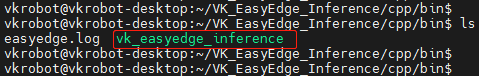 vkrobot@vkrobot-desktop:~/VK_EasyEdge_Inference/cpp/bin$
vkrobot@vkrobot-desktop:~/VK_EasyEdge_Inference/cpp/bin$ ls
easyedge.log vk_easyedge_inference
vkrobot@vkrobot-desktop:~/VK_EasyEdge_Inference/cpp/bin$
vkrobot@vkrobot-desktop:~/VK_EasyEdge_Inference/cpp/bin$